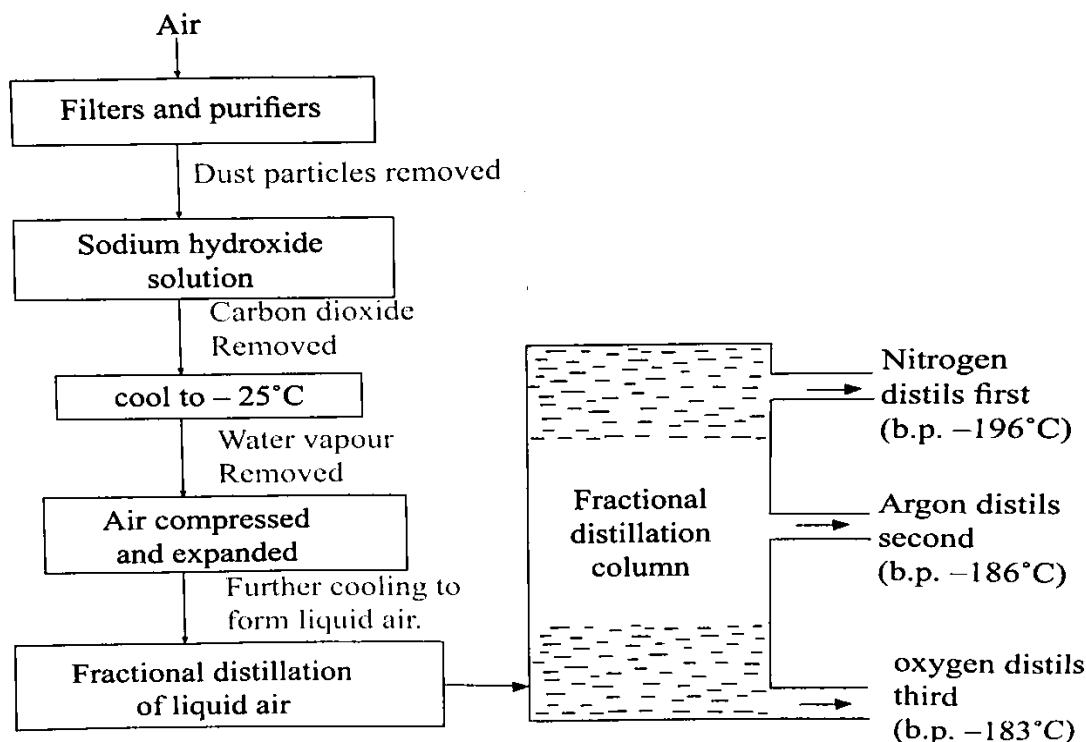 Air
Filters and purifiers
Dust particles removed
Sodium hydroxide
solution
Carbon dioxide
Removed
cool to – 25°C
Water vapour
Removed
Air compressed
and expanded
Further cooling to
form liquid air.
Fractional distillation
of liquid air
Fractional
distillation
column
Nitrogen
distils first
(b.p. –196°C)
Argon distils
second
(b.p. –186°C)
oxygen distils
third
(b.p. –183°C)